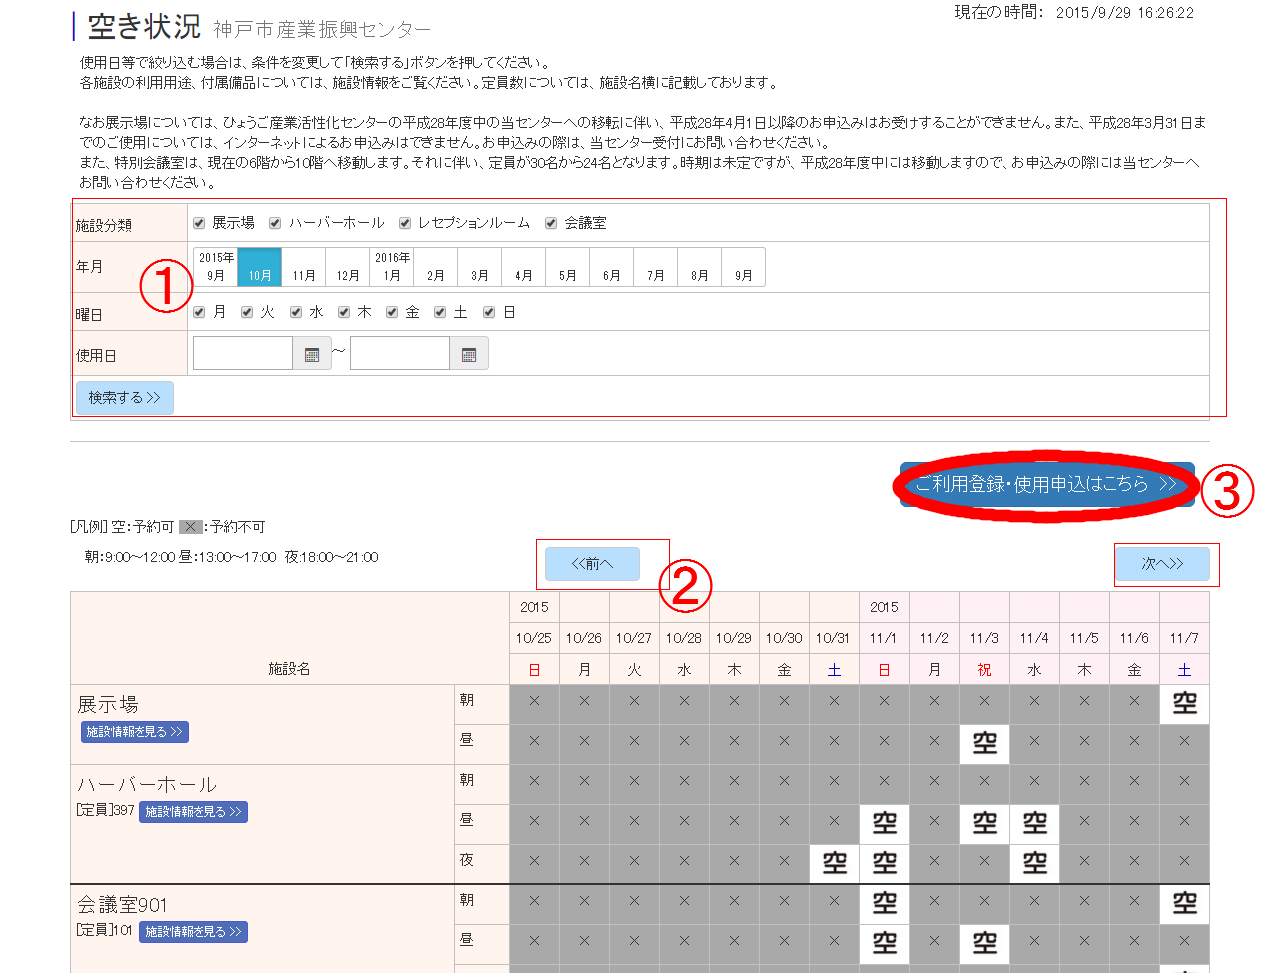 空き状況 神戸市産業振興センター
現在の時間： 2015/9/29 16:26:22
使用日等で絞り込む場合は、条件を変更して「検索する」ボタンを押してください。
各施設の利用用途、付属備品については、施設情報をご覧ください。定員数については、施設名横に記載しております。
なお展示場については、ひょうご産業活性化センターの平成28年度中の当センターへの移転に伴い、平成28年4月1日以降のお申込みはお受けすることができません。また、平成28年3月31日ま
でのご使用については、インターネットによるお申込みはできません。お申込みの際は、当センター受付にお問い合わせください。
また、特別会議室は、現在の6階から10階へ移動します。それに伴い、定員が30名から24名となります。時期は未定ですが、平成28年度中には移動しますので、お申込みの際には当センターへ
お問い合わせください。
施設分類 展示場 ハーバーホール レセプションルーム 会議室
年月 2015年 9月 10月 11月 12月 2016年 1月 2月 3月 4月 5月 6月 7月 8月 9月
①
曜日 月 火 水 木 金 土 日
使用日 ～
検索する >>
ご利用登録・使用申込はこちら >>
③
[凡例] 空：予約可 × ：予約不可
朝：9:00～12:00 昼：13:00～17:00 夜：18:00～21:00
<<前へ
②
次へ>>
2015 2015
10/25 10/26 10/27 10/28 10/29 10/30 10/31 11/1 11/2 11/3 11/4 11/5 11/6 11/7
施設名 日 月 火 水 木 金 土 日 月 祝 水 木 金 土
展示場 朝 × × × × × × × × × × × × × 空
施設情報を見る >>
昼 × × × × × × × × × 空 × × × ×
ハーバーホール 朝 × × × × × × × × × × × × × ×
[定員]397 施設情報を見る >>
昼 × × × × × × × 空 × 空 空 × × ×
夜 × × × × × × 空 空 × × 空 × × ×
会議室901 朝 × × × × × × × 空 × × × × × 空
[定員]101 施設情報を見る >>
昼 × × × × × × × 空 × 空 × × × ×